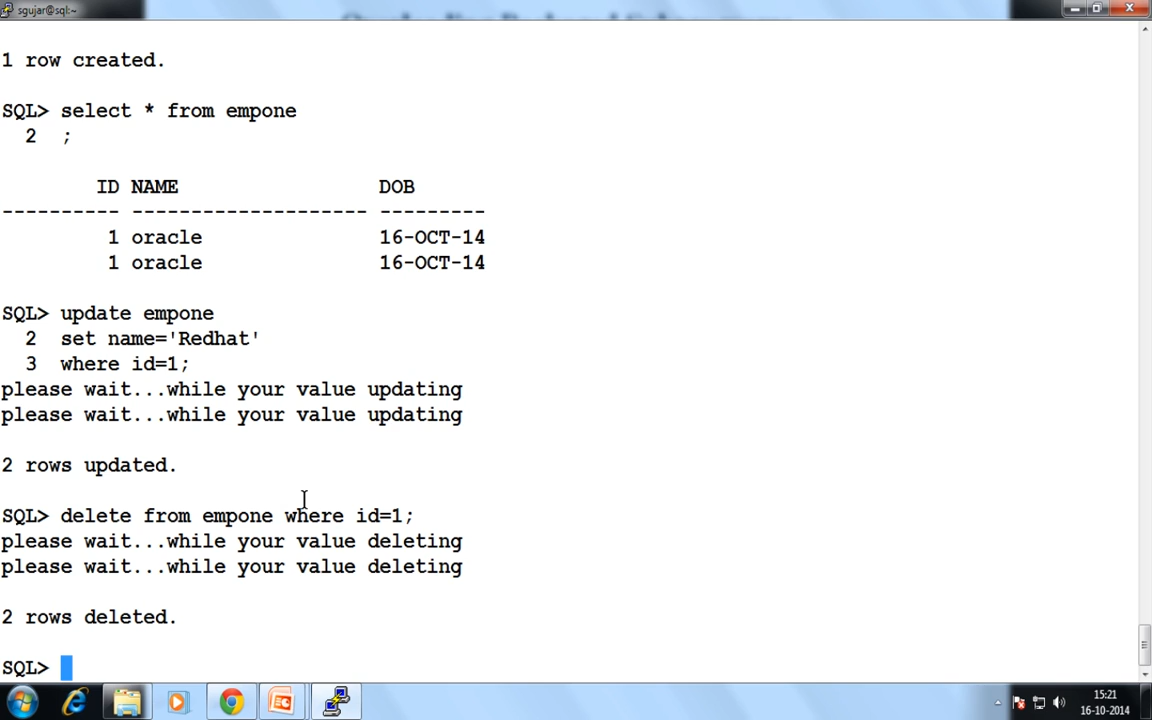 sgujar@sql:~
1 row created.
SQL> select * from empone
2 ;
ID NAME DOB
---------- -------------------- ---------
1 oracle 16-OCT-14
1 oracle 16-OCT-14
SQL> update empone
2 set name='Redhat'
3 where id=1;
please wait...while your value updating
please wait...while your value updating
2 rows updated.
SQL> delete from empone where id=1;
please wait...while your value deleting
please wait...while your value deleting
2 rows deleted.
SQL>
15:21
16-10-2014